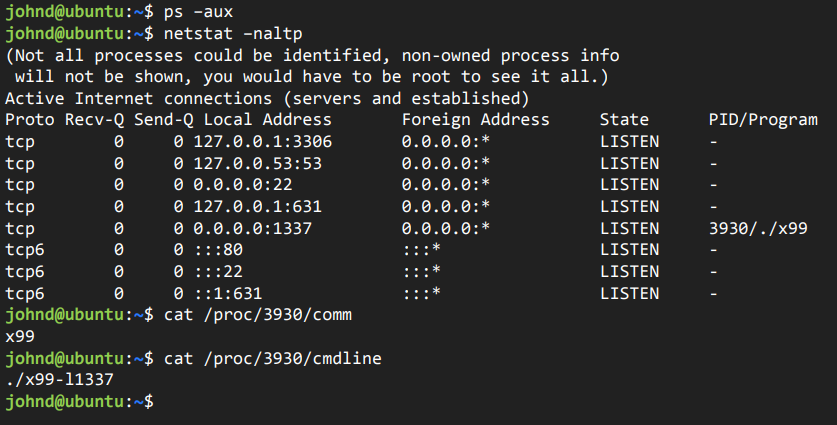 johnd@ubuntu:~$ ps –aux
johnd@ubuntu:~$ netstat –naltp
(Not all processes could be identified, non-owned process info
 will not be shown, you would have to be root to see it all.)
Active Internet connections (servers and established)
Proto Recv-Q Send-Q Local Address       Foreign Address     State      PID/Program
tcp        0      0 127.0.0.1:3306      0.0.0.0:*           LISTEN     -
tcp        0      0 127.0.0.53:53       0.0.0.0:*           LISTEN     -
tcp        0      0 0.0.0.0:22          0.0.0.0:*           LISTEN     -
tcp        0      0 127.0.0.1:631       0.0.0.0:*           LISTEN     -
tcp        0      0 0.0.0.0:1337        0.0.0.0:*           LISTEN     3930/./x99
tcp6       0      0 :::80               :::*                LISTEN     -
tcp6       0      0 :::22               :::*                LISTEN     -
tcp6       0      0 ::1:631             :::*                LISTEN     -
johnd@ubuntu:~$ cat /proc/3930/comm
x99
johnd@ubuntu:~$ cat /proc/3930/cmdline
./x99-l1337
johnd@ubuntu:~$